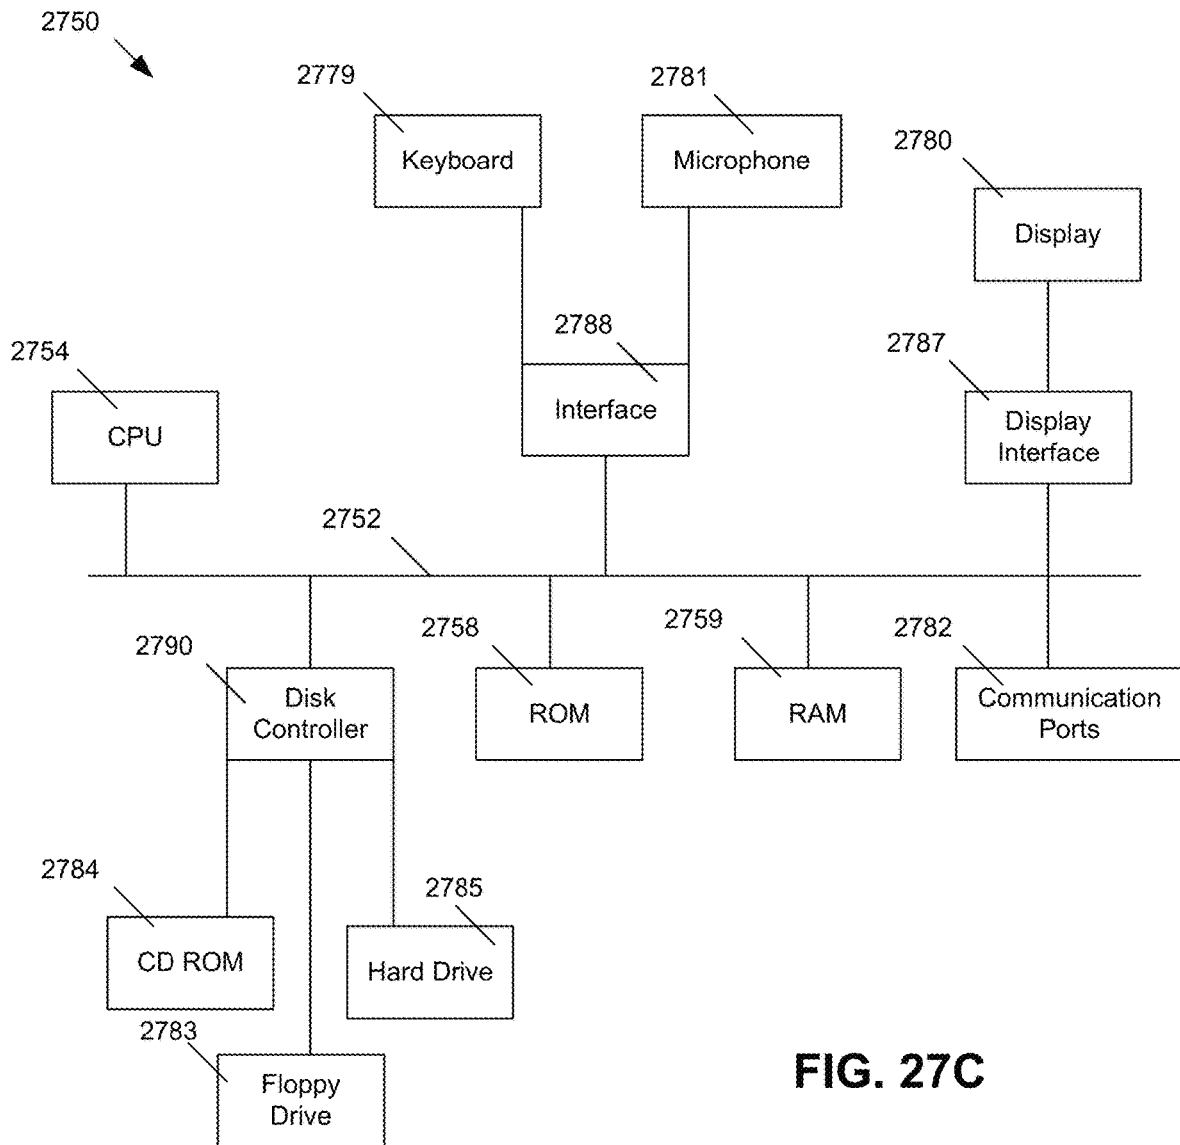 2750
2779
Keyboard
2781
Microphone
2780
Display
2754
CPU
2788
Interface
2787
Display
Interface
2752
2790
Disk
Controller
2758
ROM
2759
RAM
2782
Communication
Ports
2784
CD ROM
2785
Hard Drive
2783
Floppy
Drive
FIG. 27C